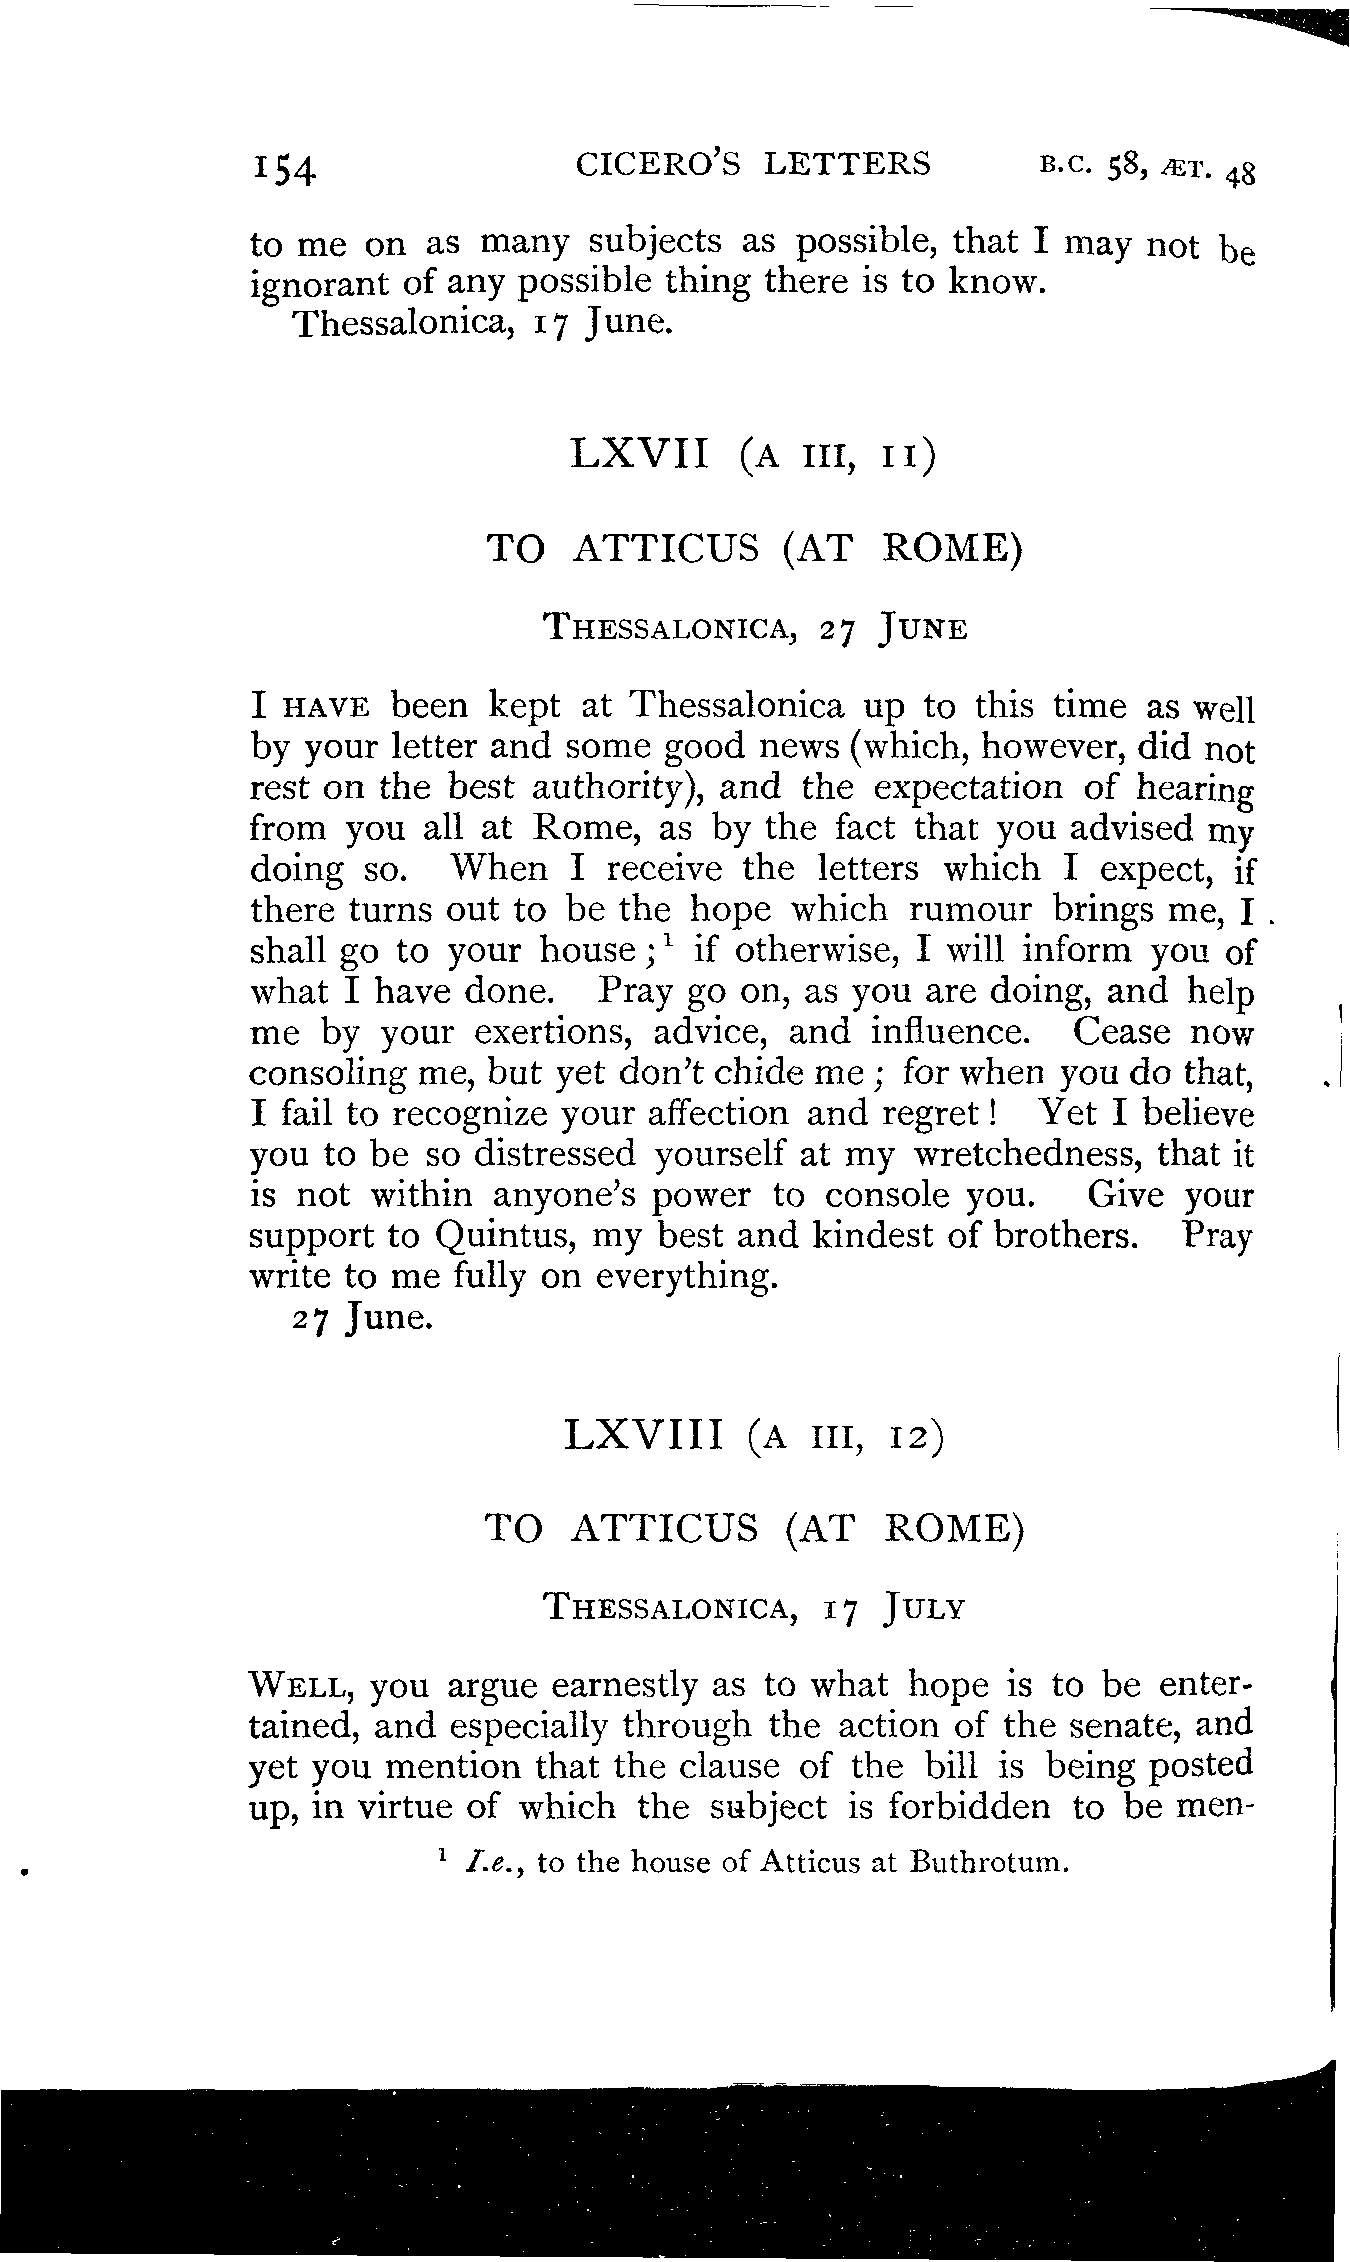 154 CICERO'S LETTERS B.C. 58, ÆT. 48
to me on as many subjects as possible, that I may not be
ignorant of any possible thing there is to know.
Thessalonica, 17 June.
LXVII (A III, 11)
TO ATTICUS (AT ROME)
THESSALONICA, 27 JUNE
I HAVE been kept at Thessalonica up to this time as well
by your letter and some good news (which, however, did not
rest on the best authority), and the expectation of hearing
from you all at Rome, as by the fact that you advised my
doing so. When I receive the letters which I expect, if
there turns out to be the hope which rumour brings me, I
shall go to your house;¹ if otherwise, I will inform you of
what I have done. Pray go on, as you are doing, and help
me by your exertions, advice, and influence. Cease now
consoling me, but yet don't chide me; for when you do that,
I fail to recognize your affection and regret! Yet I believe
you to be so distressed yourself at my wretchedness, that it
is not within anyone's power to console you. Give your
support to Quintus, my best and kindest of brothers. Pray
write to me fully on everything.
27 June.
LXVIII (A III, 12)
TO ATTICUS (AT ROME)
THESSALONICA, 17 JULY
WELL, you argue earnestly as to what hope is to be enter-
tained, and especially through the action of the senate, and
yet you mention that the clause of the bill is being posted
up, in virtue of which the subject is forbidden to be men-
¹ I.e., to the house of Atticus at Buthrotum.